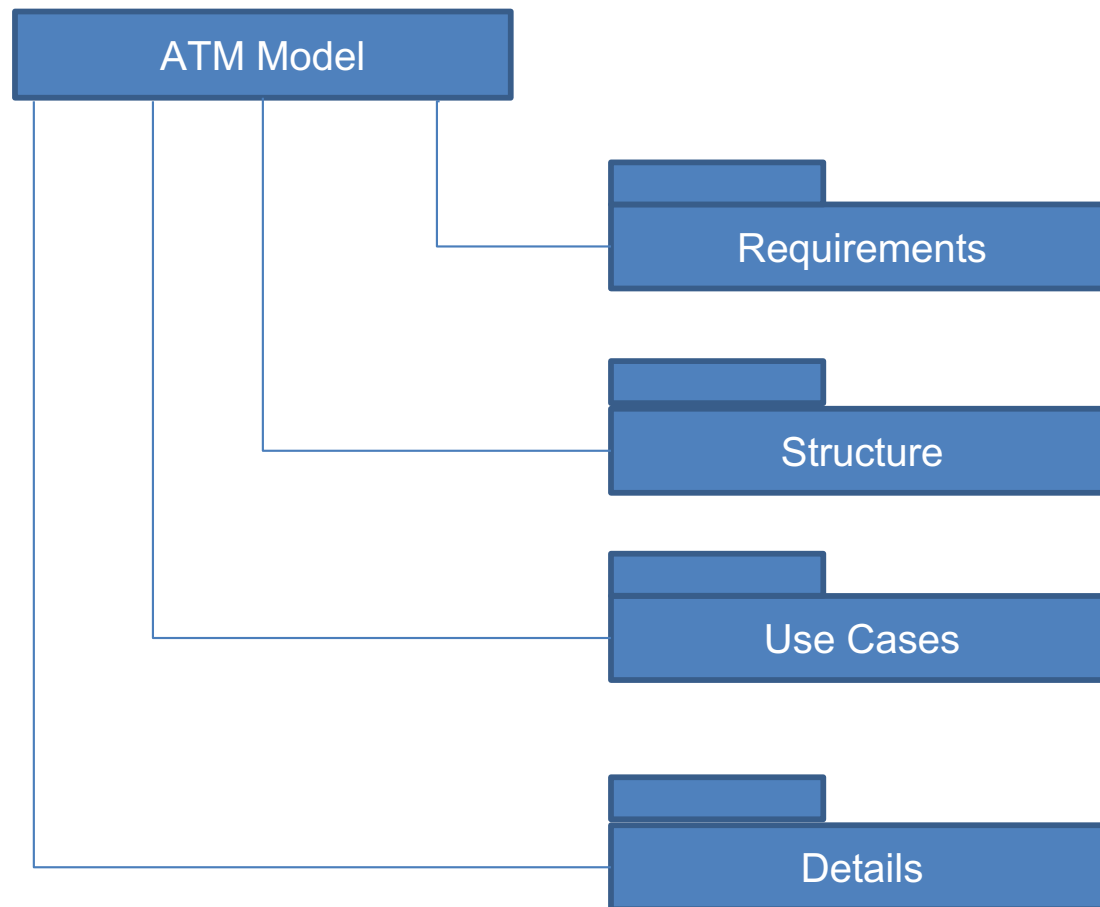 ATM Model
Requirements
Structure
Use Cases
Details